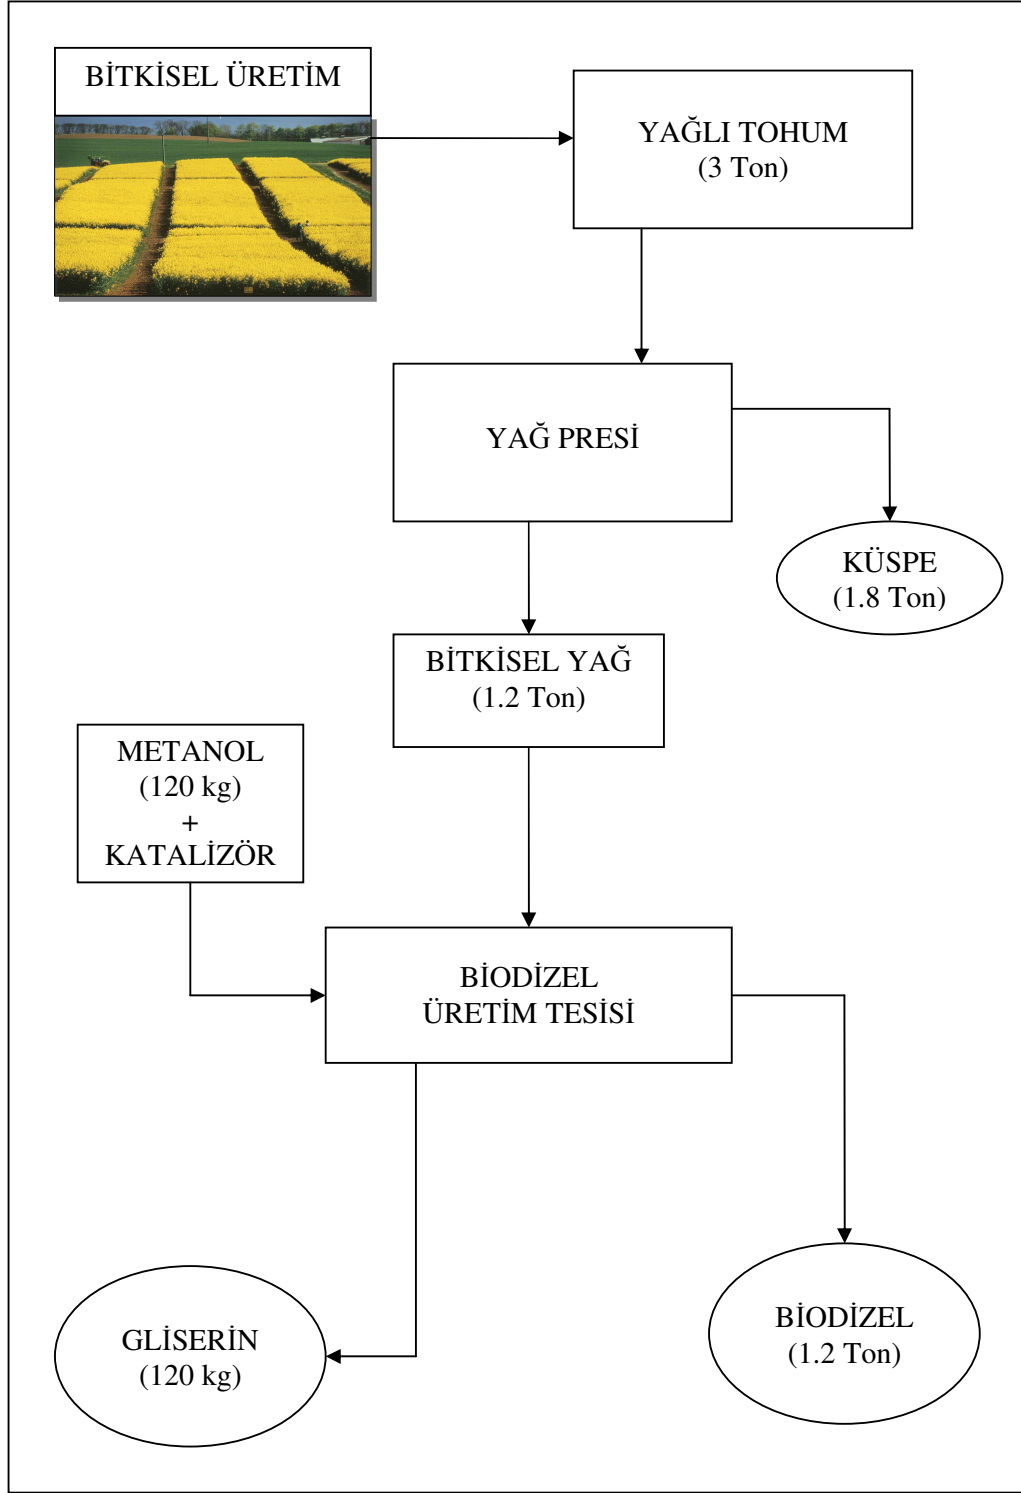 BİTKİSEL ÜRETİM
YAĞLI TOHUM
(3 Ton)
YAĞ PRESİ
KÜSPE
(1.8 Ton)
BİTKİSEL YAĞ
(1.2 Ton)
METANOL
(120 kg)
+
KATALİZÖR
BİODİZEL
ÜRETİM TESİSİ
GLİSERİN
(120 kg)
BİODİZEL
(1.2 Ton)